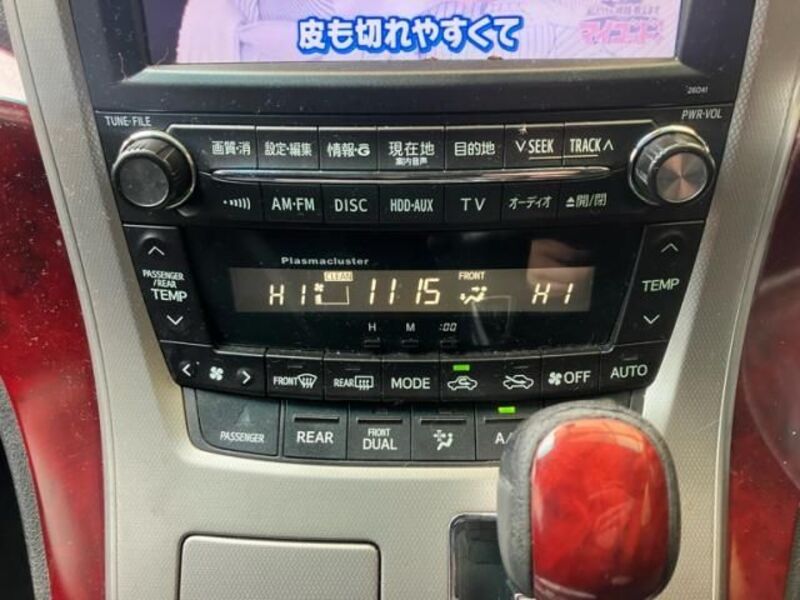 皮も切れやすくて
26041
TUNE・FILE
PWR・VOL
画質・消 設定・編集 情報・ 現在地 目的地 ∨SEEK TRACK∧
案内音声
AM・FM DISC HDD・AUX TV オーディオ ▲開/閉
Plasmacluster
CLEAN FRONT
HI 11:15 HI
H M :00
PASSENGER
/REAR
TEMP
TEMP
FRONT REAR MODE OFF AUTO
PASSENGER REAR FRONT
DUAL A/